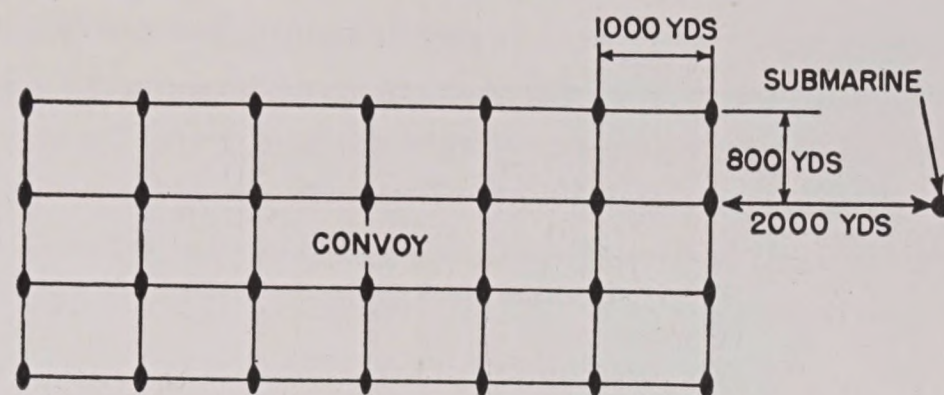 1000 YDS
SUBMARINE
800 YDS
2000 YDS
CONVOY